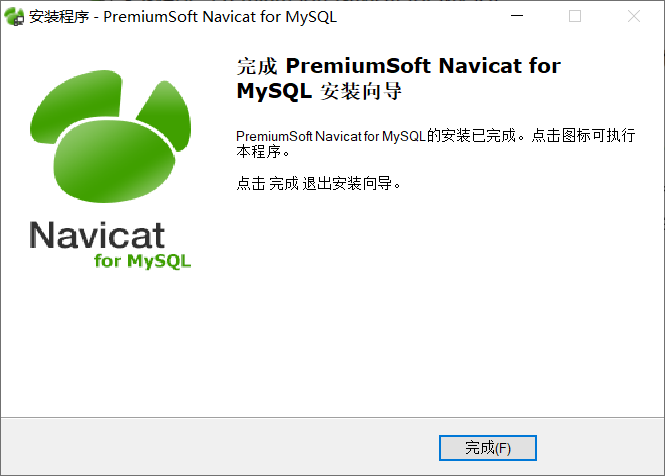 安装程序 - PremiumSoft Navicat for MySQL
完成 PremiumSoft Navicat for
MySQL 安装向导
PremiumSoft Navicat for MySQL的安装已完成。点击图标可执行
本程序。
点击 完成 退出安装向导。
Navicat
for MySQL
完成(F)